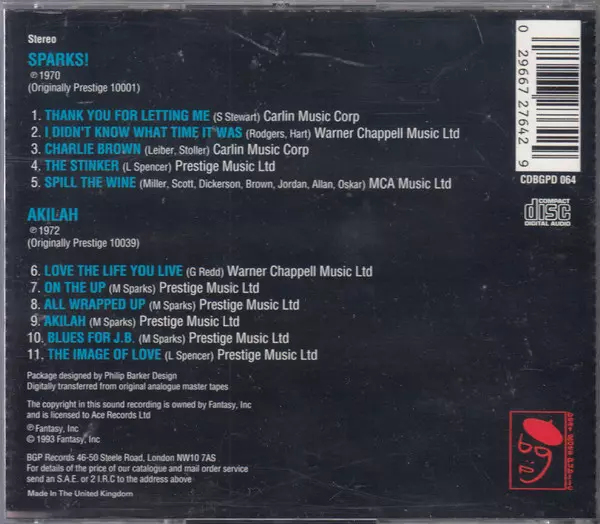 Stereo
SPARKS!
℗1970
(Originally Prestige 10001)
1. THANK YOU FOR LETTING ME (S Stewart) Carlin Music Corp
2. I DIDN'T KNOW WHAT TIME IT WAS (Rodgers, Hart) Warner Chappell Music Ltd
3. CHARLIE BROWN (Leiber, Stoller) Carlin Music Corp
4. THE STINKER (L Spencer) Prestige Music Ltd
5. SPILL THE WINE (Miller, Scott, Dickerson, Brown, Jordan, Allan, Oskar) MCA Music Ltd
AKILAH
℗1972
(Originally Prestige 10039)
6. LOVE THE LIFE YOU LIVE (G Redd) Warner Chappell Music Ltd
7. ON THE UP (M Sparks) Prestige Music Ltd
8. ALL WRAPPED UP (M Sparks) Prestige Music Ltd
9. AKILAH (M Sparks) Prestige Music Ltd
10. BLUES FOR J.B. (M Sparks) Prestige Music Ltd
11. THE IMAGE OF LOVE (L Spencer) Prestige Music Ltd
Package designed by Philip Barker Design
Digitally transferred from original analogue master tapes
The copyright in this sound recording is owned by Fantasy, Inc
and is licensed to Ace Records Ltd
℗Fantasy, Inc
© 1993 Fantasy, Inc
BGP Records 46-50 Steele Road, London NW10 7AS
For details of the price of our catalogue and mail order service
send an S.A.E. or 2 I.R.C to the address above
Made In The United Kingdom
0 29667 27642 9
CDBGPD 064
COMPACT
disc
DIGITAL AUDIO